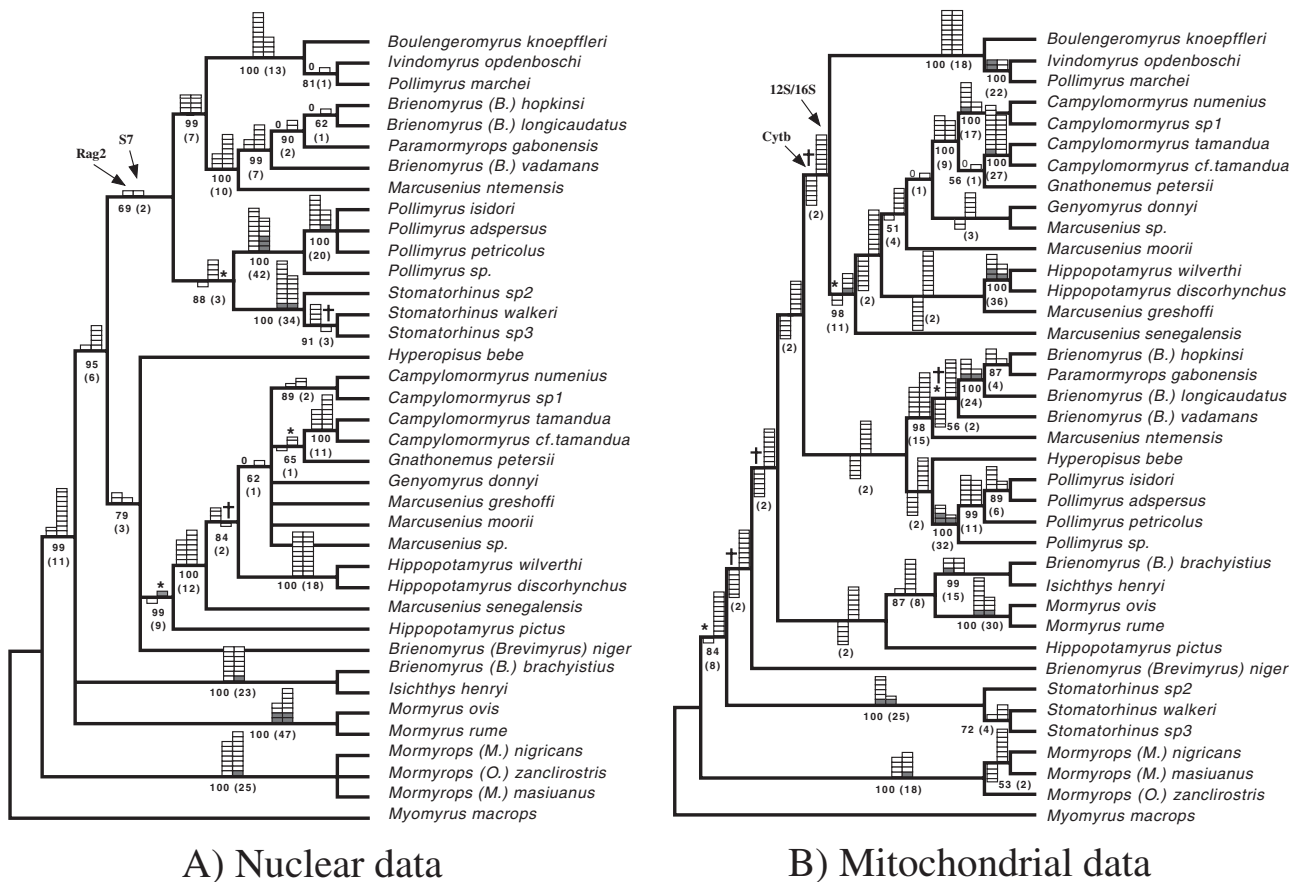 Boulengeromyrus knoepffleri
Ivindomyrus opdenboschi
Pollimyrus marchei
Brienomyrus (B.) hopkinsi
Brienomyrus (B.) longicaudatus
Paramormyrops gabonensis
Brienomyrus (B.) vadamans
Marcusenius ntemensis
Pollimyrus isidori
Pollimyrus adspersus
Pollimyrus petricolus
Pollimyrus sp.
Stomatorhinus sp2
Stomatorhinus walkeri
Stomatorhinus sp3
Hyperopisus bebe
Campylomormyrus numenius
Campylomormyrus sp1
Campylomormyrus tamandua
Campylomormyrus cf.tamandua
Gnathonemus petersii
Genyomyrus donnyi
Marcusenius greshoffi
Marcusenius moorii
Marcusenius sp.
Hippopotamyrus wilverthi
Hippopotamyrus discorhynchus
Marcusenius senegalensis
Hippopotamyrus pictus
Brienomyrus (Brevimyrus) niger
Brienomyrus (B.) brachyistius
Isichthys henryi
Mormyrus ovis
Mormyrus rume
Mormyrops (M.) nigricans
Mormyrops (O.) zanclirostris
Mormyrops (M.) masiuanus
Myomyrus macrops
100 (13)
0
81(1)
99
(7)
0
62
(1)
0
90
(2)
99
(7)
100
(10)
Rag2
S7
69 (2)
100
(20)
100
(42)
*
88 (3)
100 (34)
†
91 (3)
95
(6)
89 (2)
100
(11)
*
65
(1)
0
62
(1)
†
84
(2)
100 (18)
79
(3)
99
(11)
100
(12)
*
99
(9)
100 (23)
100 (47)
100 (25)
A) Nuclear data
Boulengeromyrus knoepffleri
Ivindomyrus opdenboschi
Pollimyrus marchei
Campylomormyrus numenius
Campylomormyrus sp1
Campylomormyrus tamandua
Campylomormyrus cf.tamandua
Gnathonemus petersii
Genyomyrus donnyi
Marcusenius sp.
Marcusenius moorii
Hippopotamyrus wilverthi
Hippopotamyrus discorhynchus
Marcusenius greshoffi
Marcusenius senegalensis
Brienomyrus (B.) hopkinsi
Paramormyrops gabonensis
Brienomyrus (B.) longicaudatus
Brienomyrus (B.) vadamans
Marcusenius ntemensis
Hyperopisus bebe
Pollimyrus isidori
Pollimyrus adspersus
Pollimyrus petricolus
Pollimyrus sp.
Brienomyrus (B.) brachyistius
Isichthys henryi
Mormyrus ovis
Mormyrus rume
Hippopotamyrus pictus
Brienomyrus (Brevimyrus) niger
Stomatorhinus sp2
Stomatorhinus walkeri
Stomatorhinus sp3
Mormyrops (M.) nigricans
Mormyrops (M.) masiuanus
Mormyrops (O.) zanclirostris
Myomyrus macrops
100 (18)
100
(22)
12S/16S
Cytb
†
(2)
100
(17)
100
(9)
0
56 (1)
100
(27)
0
(1)
(3)
51
(4)
(2)
*
98
(11)
100
(36)
(2)
(2)
87
(4)
100
(24)
†
*
56 (2)
98
(15)
(2)
(2)
89
(6)
99
(11)
100
(32)
†
(2)
99
(15)
87 (8)
100 (30)
(2)
†
(2)
*
84
(8)
100 (25)
72 (4)
53 (2)
100 (18)
B) Mitochondrial data